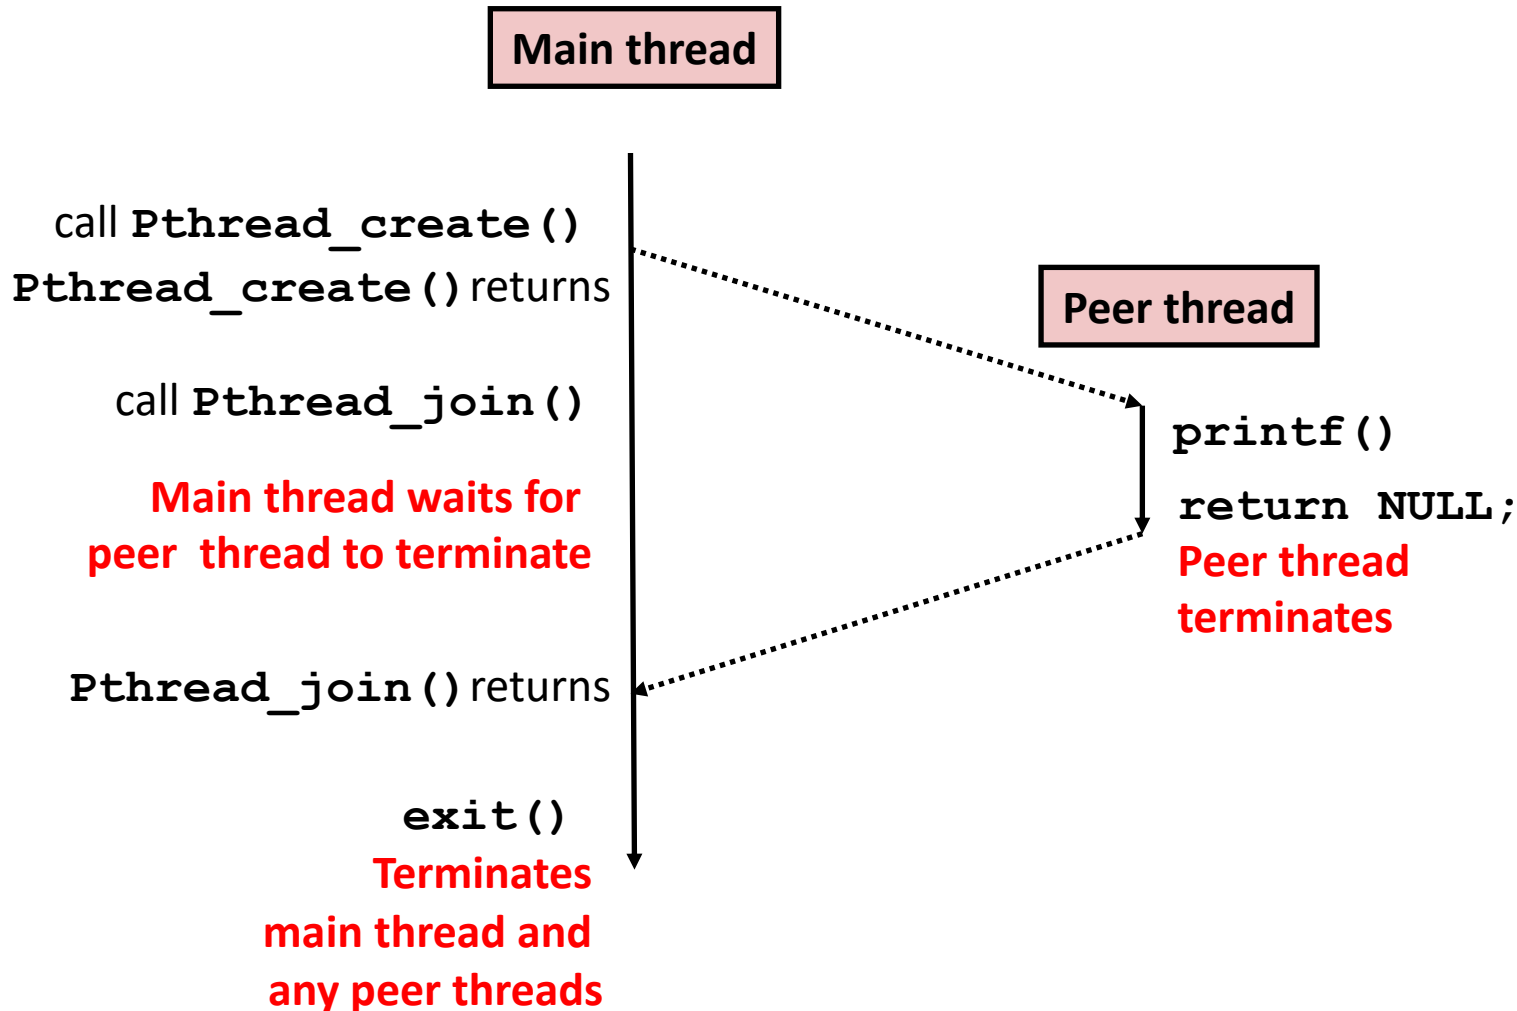 Main thread
call Pthread_create()
Pthread_create() returns
call Pthread_join()
Main thread waits for
peer thread to terminate
Pthread_join() returns
exit()
Terminates
main thread and
any peer threads
Peer thread
printf()
return NULL;
Peer thread
terminates